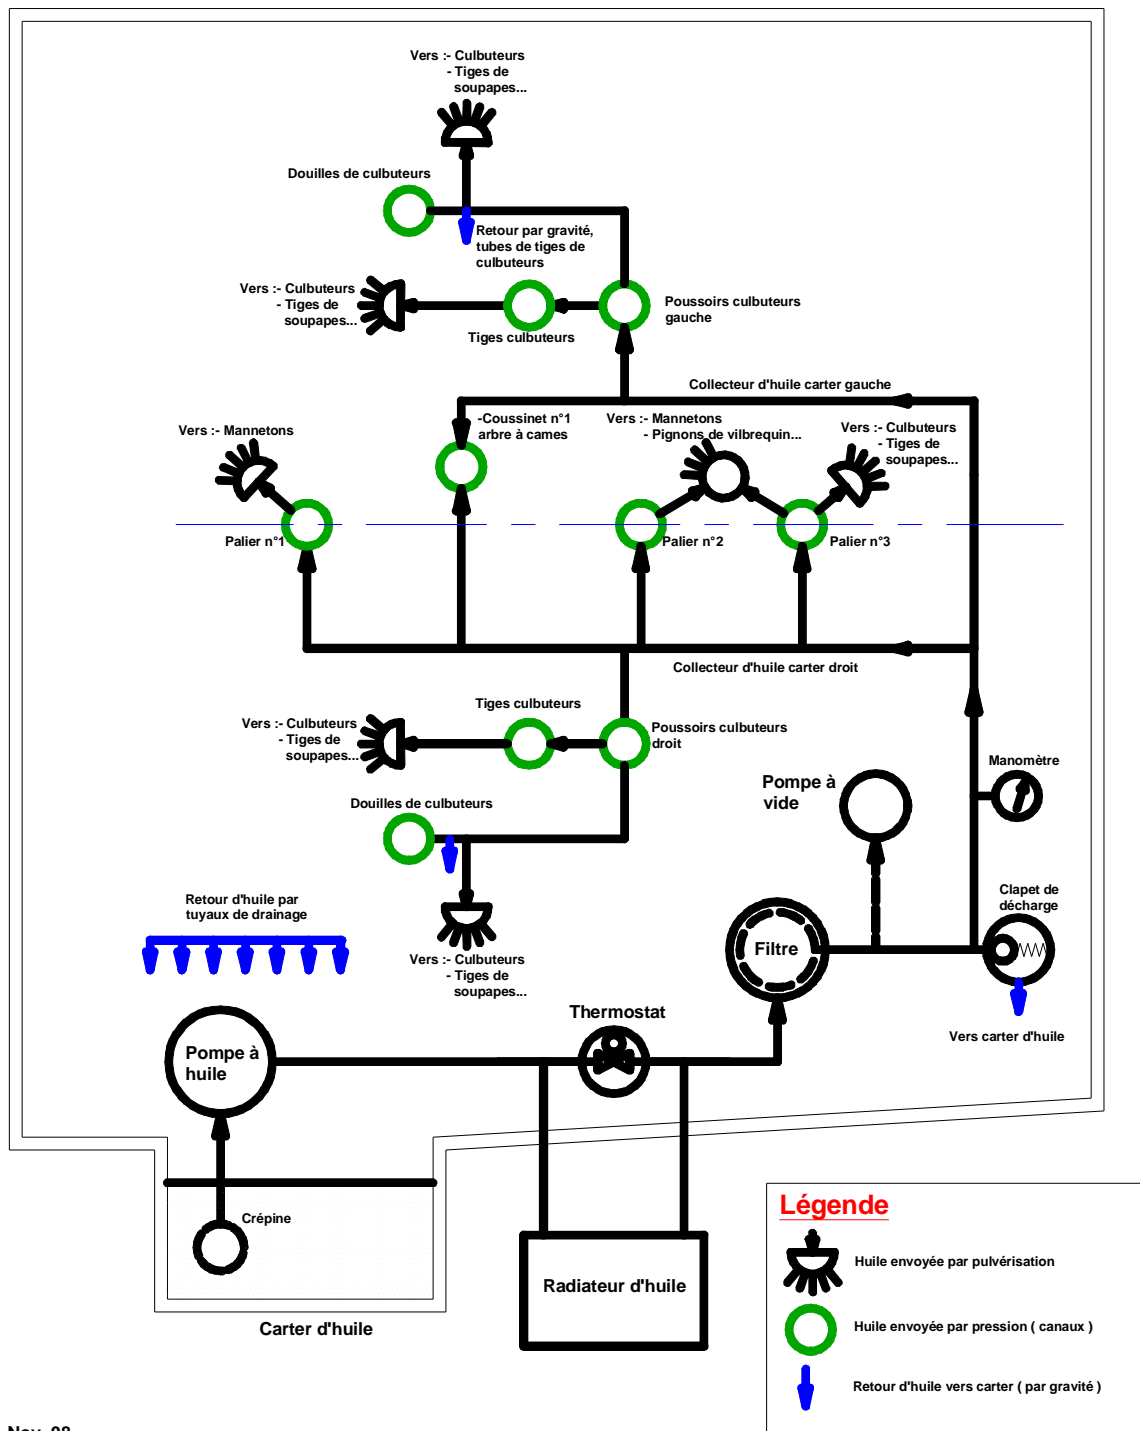 Vers :- Culbuteurs
- Tiges de
soupapes...
Douilles de culbuteurs
Retour par gravité,
tubes de tiges de
culbuteurs
Vers :- Culbuteurs
- Tiges de
soupapes...
Poussoirs culbuteurs
gauche
Tiges culbuteurs
Collecteur d'huile carter gauche
-Coussinet n°1
arbre à cames
Vers :- Mannetons
- Pignons de vilbrequin...
Vers :- Culbuteurs
- Tiges de
soupapes...
Vers :- Mannetons
Palier n°1
Palier n°2
Palier n°3
Collecteur d'huile carter droit
Tiges culbuteurs
Vers :- Culbuteurs
- Tiges de
soupapes...
Poussoirs culbuteurs
droit
Manomètre
Pompe à
vide
Douilles de culbuteurs
Retour d'huile par
tuyaux de drainage
Clapet de
décharge
Filtre
Vers :- Culbuteurs
- Tiges de
soupapes...
Thermostat
Vers carter d'huile
Pompe à
huile
Crépine
Radiateur d'huile
Carter d'huile
Légende
Huile envoyée par pulvérisation
Huile envoyée par pression ( canaux )
Retour d'huile vers carter ( par gravité )